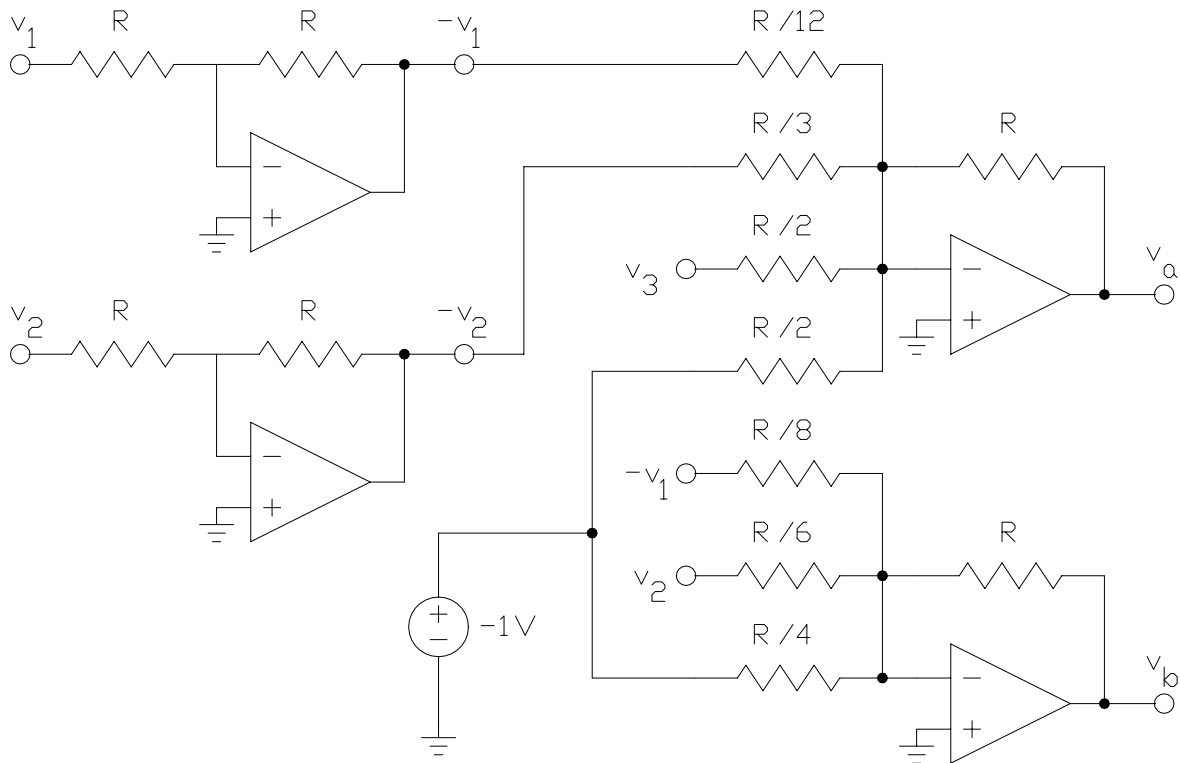 v1 R R -v1 R/12
R/3 R
- R/2
+ v3 - va
v2 R R -v2 R/2 +
R/8
- -v1
+ R/6 R
v2
+
- -1V R/4 -
vb
+